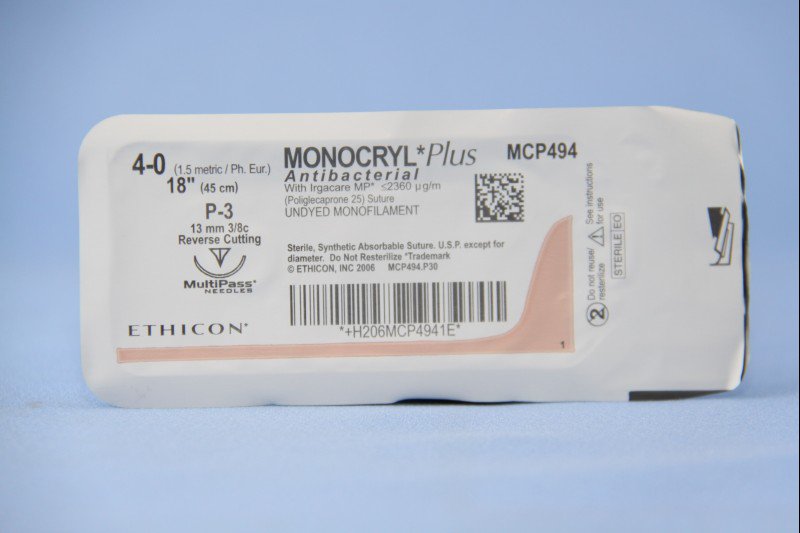 4-0 (1.5 metric / Ph. Eur.)
18" (45 cm)
P-3
13 mm 3/8c
Reverse Cutting
MultiPass*
NEEDLES
ETHICON*
MONOCRYL* Plus MCP494
Antibacterial
With Irgacare MP* ≤2360 µg/m
(Poliglecaprone 25) Suture
UNDYED MONOFILAMENT
Sterile, Synthetic Absorbable Suture. U.S.P. except for
diameter. Do Not Resterilize *Trademark
© ETHICON, INC 2006 MCP494.P30
*+H206MCP4941E*
1
2 Do not reuse/
resterilize
See instructions
for use
STERILE EO